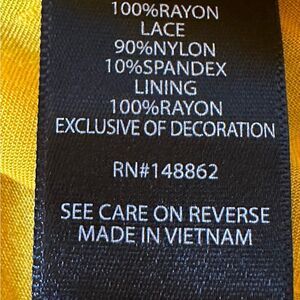 100%RAYON
LACE
90%NYLON
10%SPANDEX
LINING
100%RAYON
EXCLUSIVE OF DECORATION
RN#148862
SEE CARE ON REVERSE
MADE IN VIETNAM